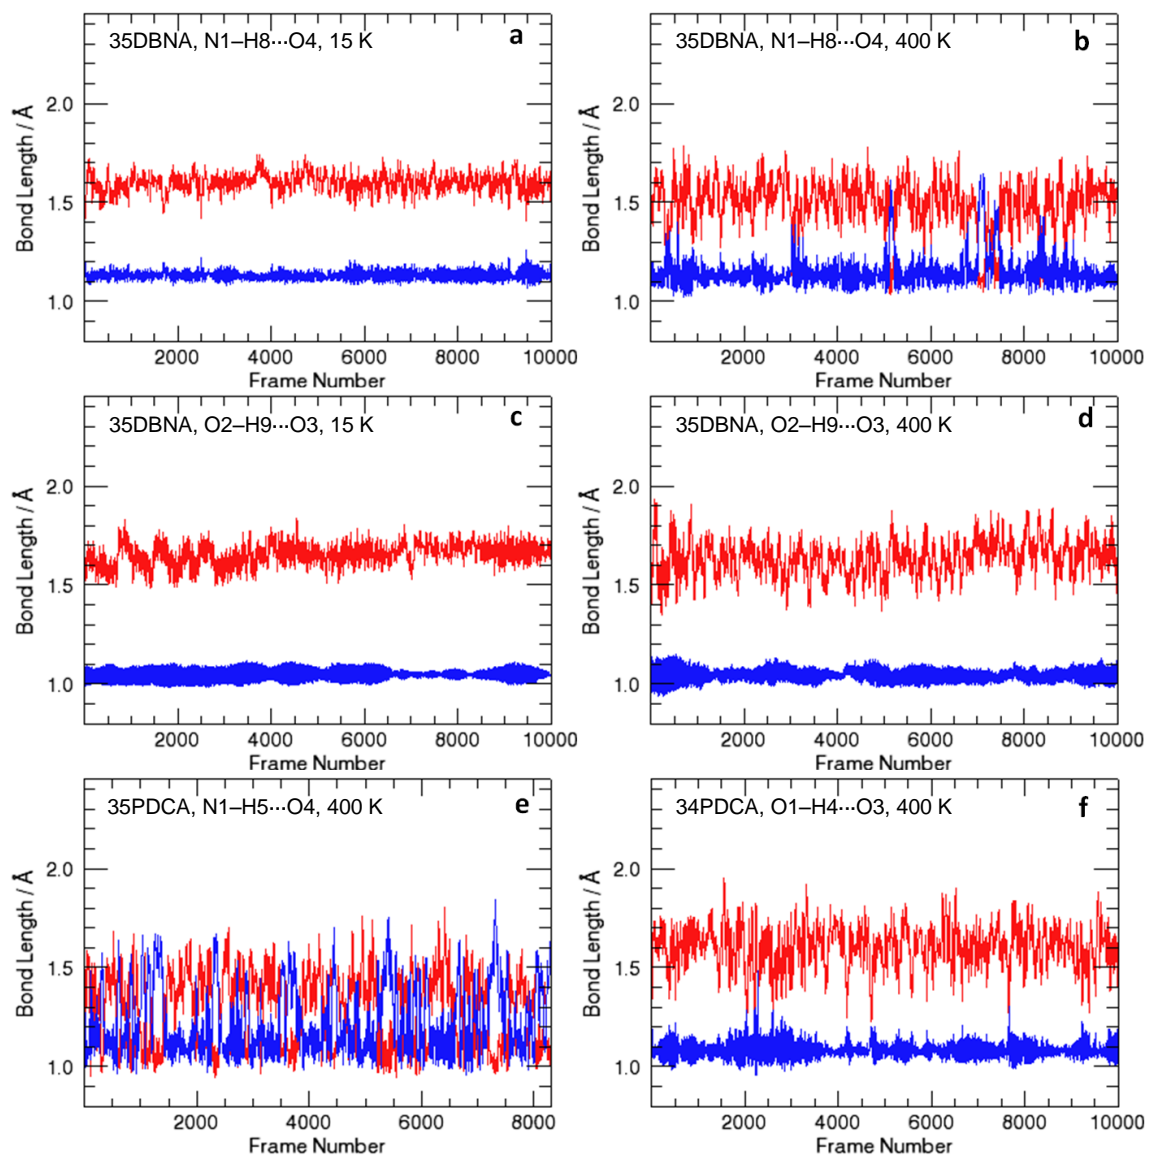 35DBNA, N1–H8···O4, 15 K
a
Bond Length / Å
2.0
1.5
1.0
2000 4000 6000 8000 10000
Frame Number
35DBNA, N1–H8···O4, 400 K
b
Bond Length / Å
2.0
1.5
1.0
2000 4000 6000 8000 10000
Frame Number
35DBNA, O2–H9···O3, 15 K
c
Bond Length / Å
2.0
1.5
1.0
2000 4000 6000 8000 10000
Frame Number
35DBNA, O2–H9···O3, 400 K
d
Bond Length / Å
2.0
1.5
1.0
2000 4000 6000 8000 10000
Frame Number
35PDCA, N1–H5···O4, 400 K
e
Bond Length / Å
2.0
1.5
1.0
2000 4000 6000 8000
Frame Number
34PDCA, O1–H4···O3, 400 K
f
Bond Length / Å
2.0
1.5
1.0
2000 4000 6000 8000 10000
Frame Number